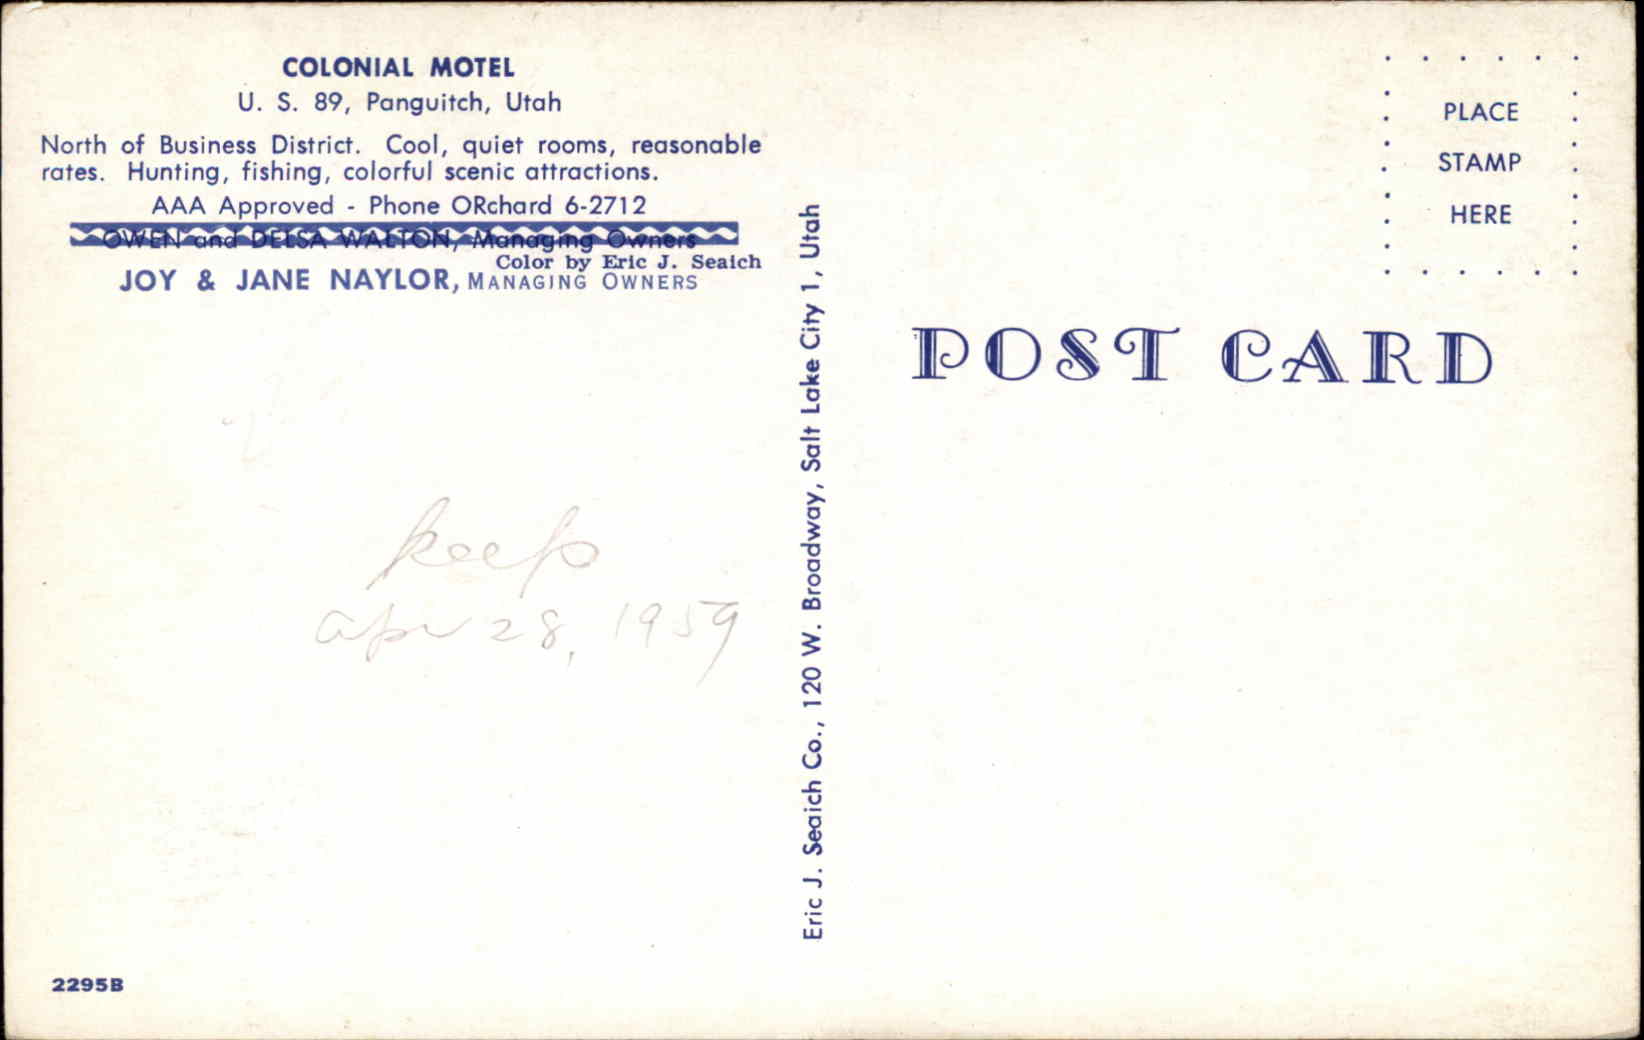 COLONIAL MOTEL
U. S. 89, Panguitch, Utah
North of Business District. Cool, quiet rooms, reasonable
rates. Hunting, fishing, colorful scenic attractions.
AAA Approved - Phone ORchard 6-2712
OWEN and DELSA WALTON, Managing Owners
Color by Eric J. Seaich
JOY & JANE NAYLOR, MANAGING OWNERS
keep
Apr 28, 1959
2295B
Eric J. Seaich Co., 120 W. Broadway, Salt Lake City 1, Utah
PLACE
STAMP
HERE
POST CARD